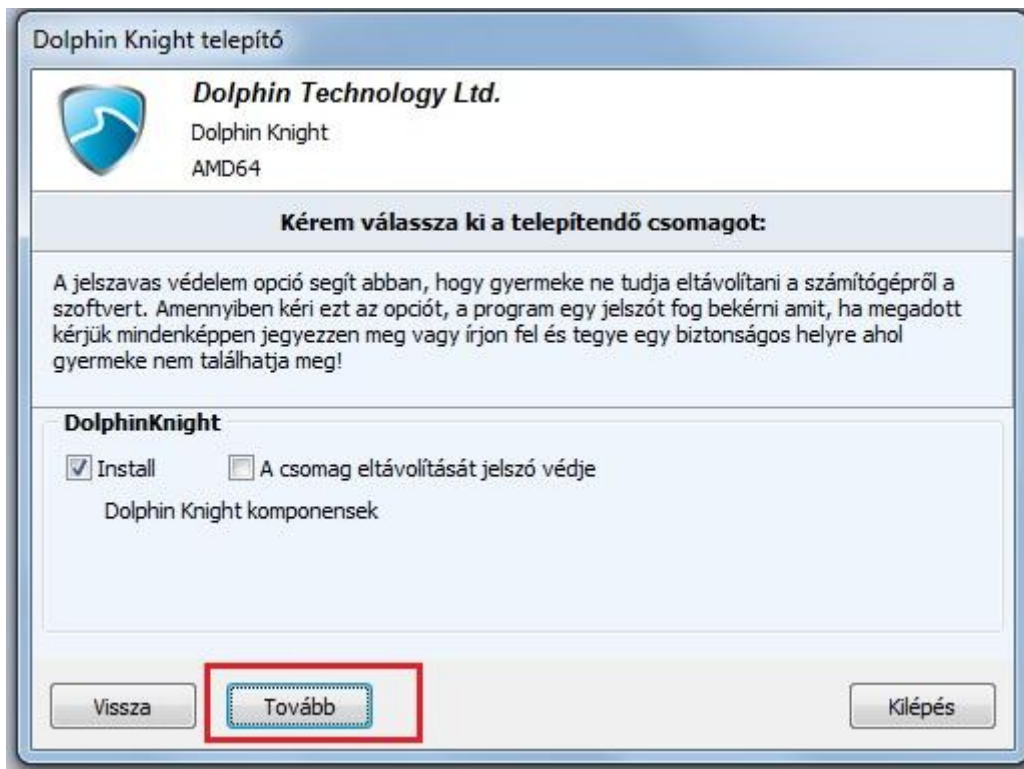 Dolphin Knight telepítő
Dolphin Technology Ltd.
Dolphin Knight
AMD64
Kérem válassza ki a telepítendő csomagot:
A jelszavas védelem opció segít abban, hogy gyermeke ne tudja eltávolítani a számítógépről a
szoftvert. Amennyiben kéri ezt az opciót, a program egy jelszót fog bekérni amit, ha megadott
kérjük mindenképpen jegyezzen meg vagy írjon fel és tegye egy biztonságos helyre ahol
gyermeke nem találhatja meg!
DolphinKnight
Install A csomag eltávolítását jelszó védje
Dolphin Knight komponensek
Vissza Tovább Kilépés